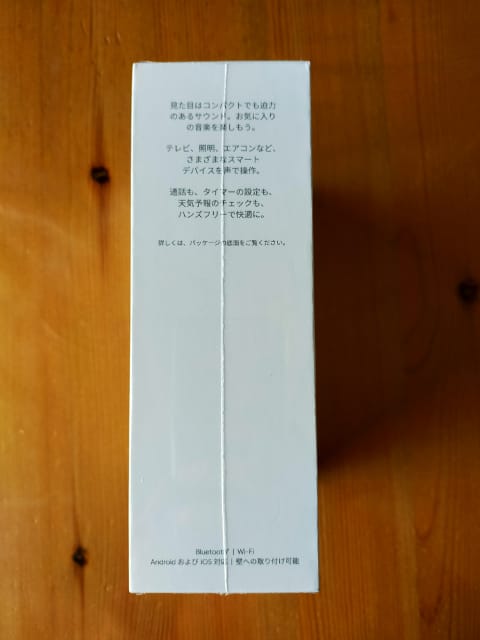 見た目はコンパクトでも迫力
のあるサウンド。お気に入り
の音楽を楽しもう。
テレビ、照明、エアコンなど、
さまざまなスマート
デバイスを声で操作。
通話も、タイマーの設定も、
天気予報のチェックも、
ハンズフリーで快適に。
詳しくは、パッケージの底面をご覧ください。
Bluetooth® | Wi-Fi
Android および iOS 対応 | 壁への取り付け可能